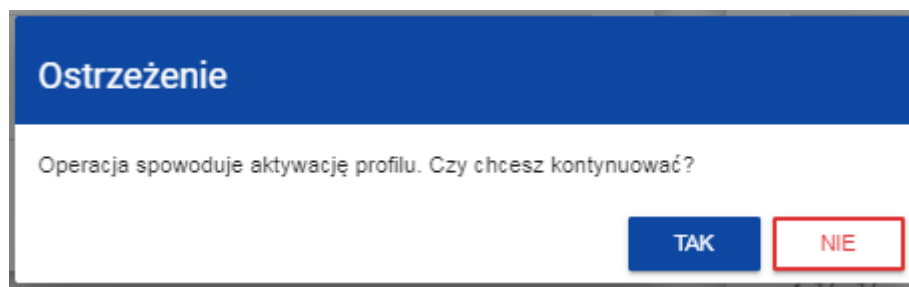 Ostrzeżenie
Operacja spowoduje aktywację profilu. Czy chcesz kontynuować?
TAK NIE